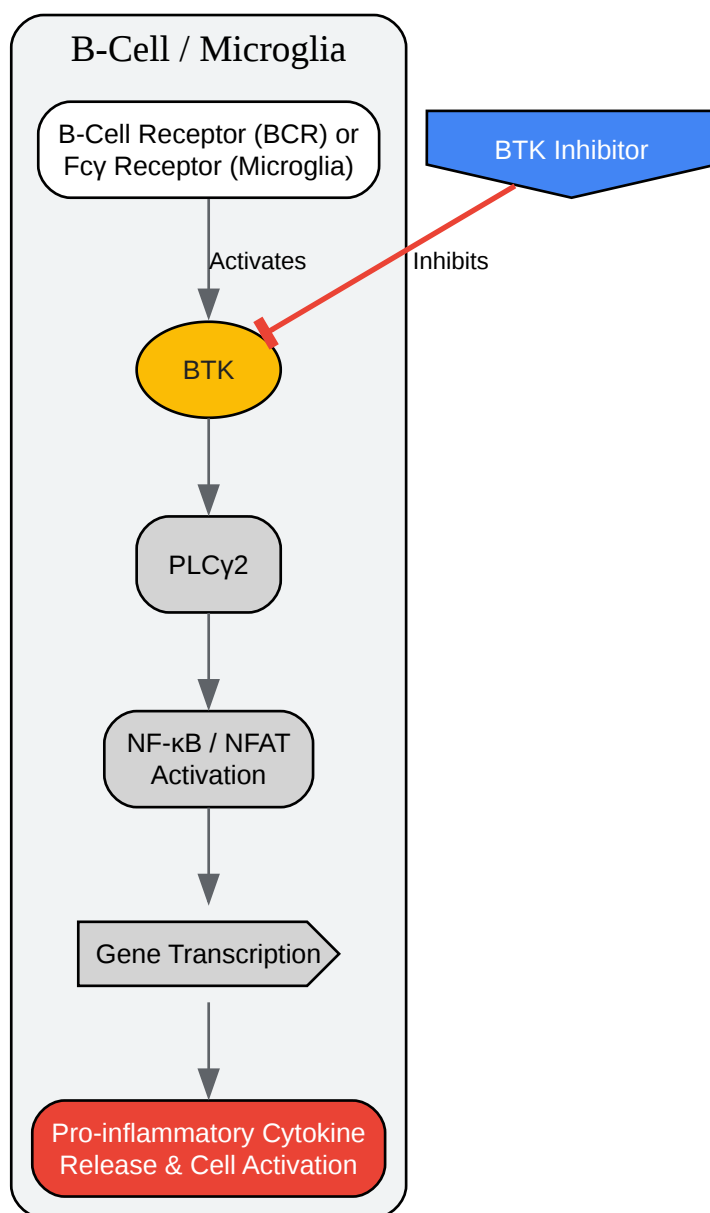 B-Cell / Microglia
B-Cell Receptor (BCR) or
Fcγ Receptor (Microglia)
BTK Inhibitor
Activates
Inhibits
BTK
PLCγ2
NF-κB / NFAT
Activation
Gene Transcription
Pro-inflammatory Cytokine
Release & Cell Activation